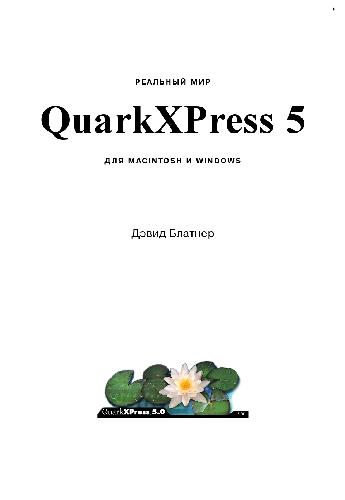 РЕАЛЬНЫЙ МИР
QuarkXPress 5
ДЛЯ MACINTOSH И WINDOWS
Дэвид Блатнер
QuarkXPress 5.0